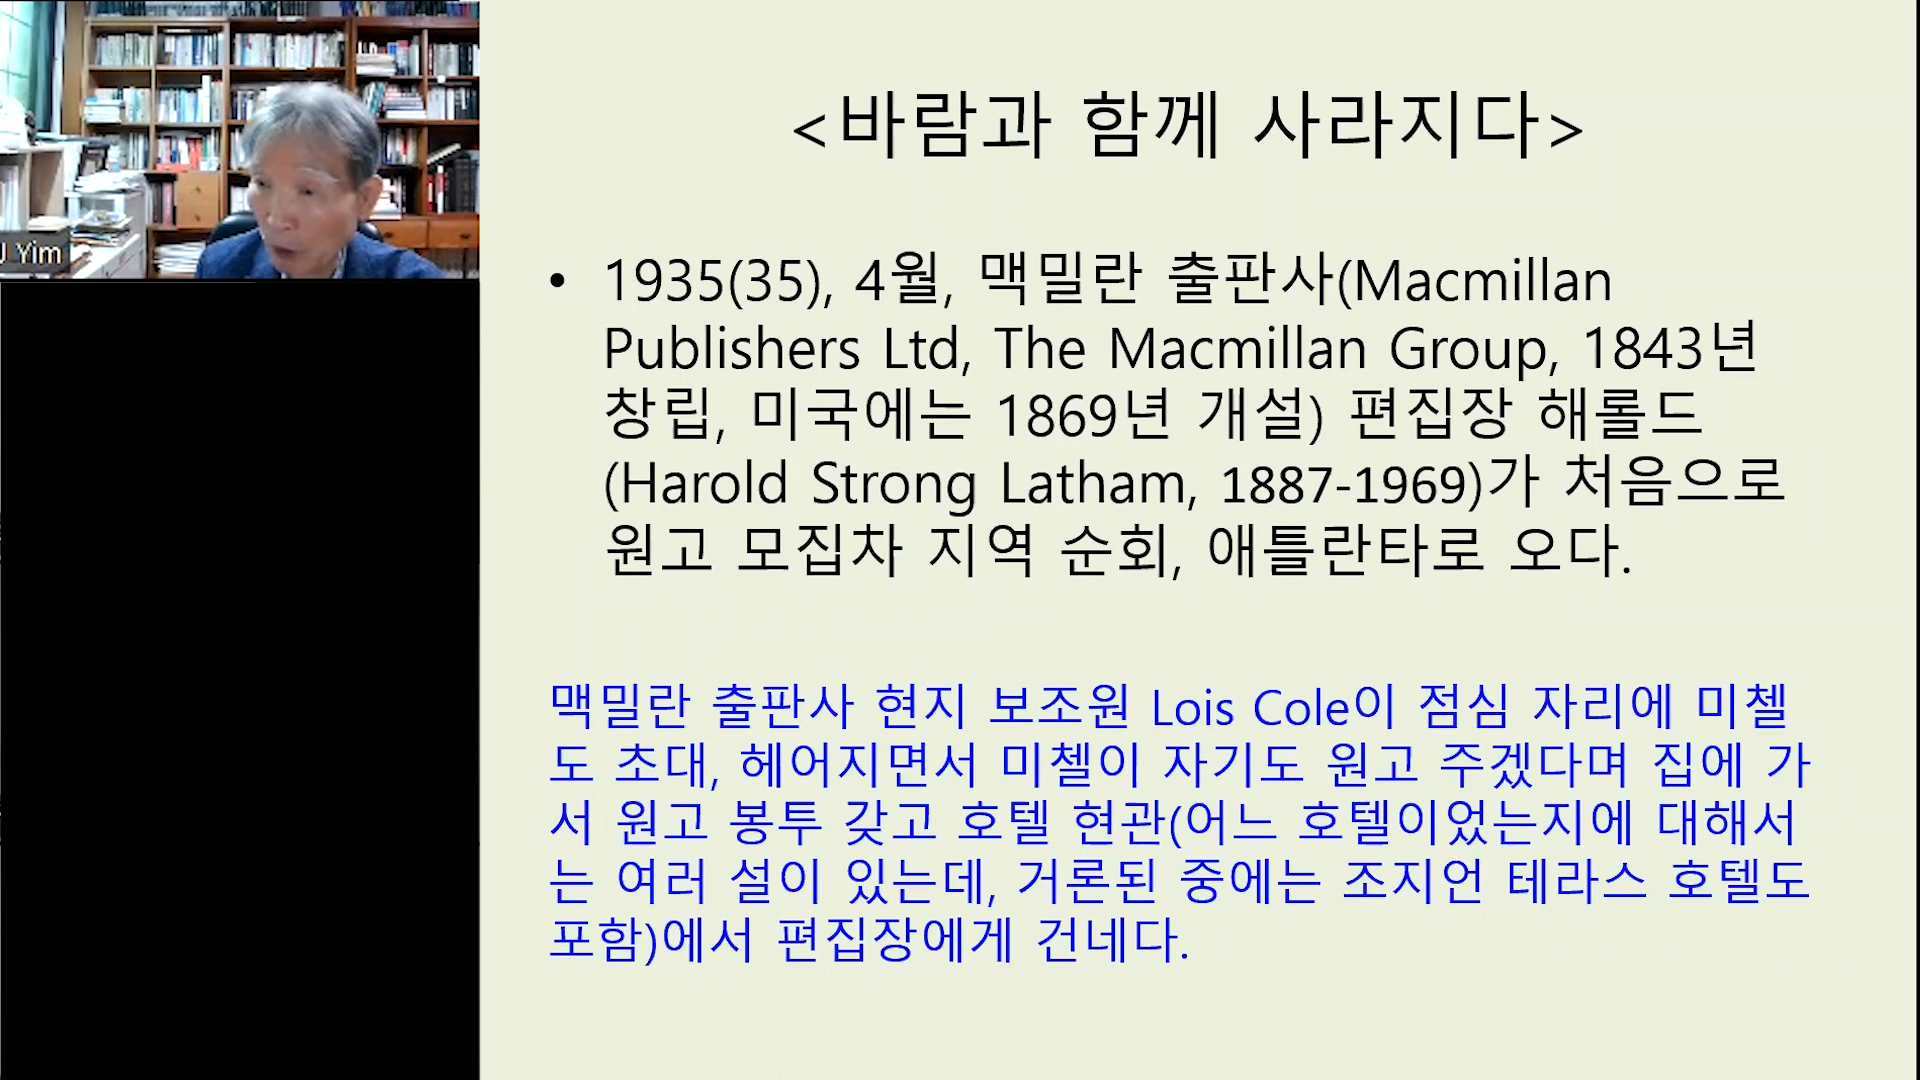 <바람과 함께 사라지다>
• 1935(35), 4월, 맥밀란 출판사(Macmillan
Publishers Ltd, The Macmillan Group, 1843년
창립, 미국에는 1869년 개설) 편집장 해롤드
(Harold Strong Latham, 1887-1969)가 처음으로
원고 모집차 지역 순회, 애틀란타로 오다.
맥밀란 출판사 현지 보조원 Lois Cole이 점심 자리에 미첼
도 초대, 헤어지면서 미첼이 자기도 원고 주겠다며 집에 가
서 원고 봉투 갖고 호텔 현관(어느 호텔이었는지에 대해서
는 여러 설이 있는데, 거론된 중에는 조지언 테라스 호텔도
포함)에서 편집장에게 건네다.
Yim